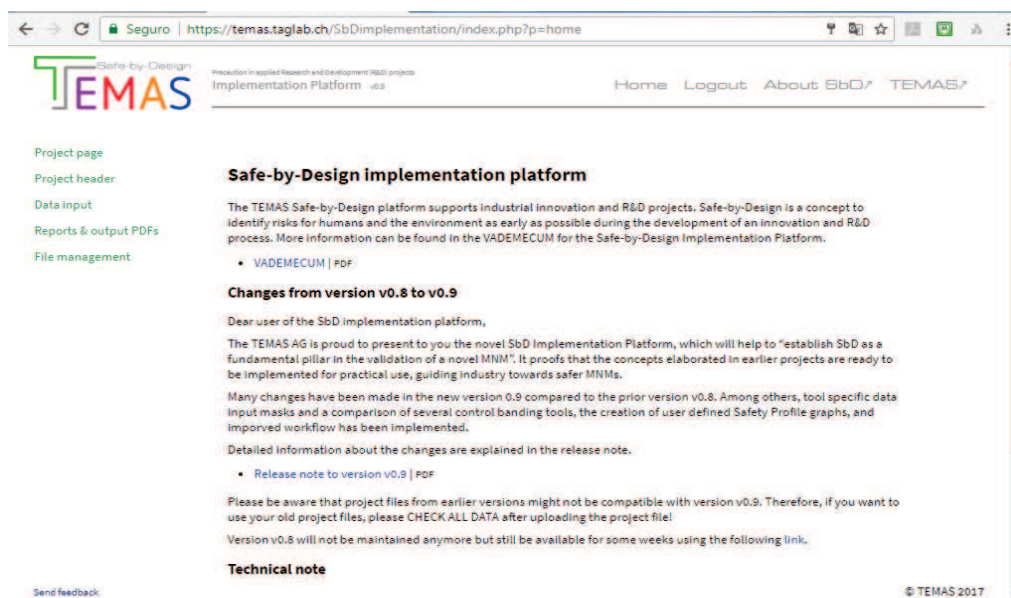 Seguro | https://temas.taglab.ch/SbDimplementation/index.php?p=home
Safe-by-Design
TEMAS
Precaution in applied Research and Development (R&D) projects
Implementation Platform v0.9
Home Logout About SbD↗ TEMAS↗
Project page
Project header
Data input
Reports & output PDFs
File management
Safe-by-Design implementation platform
The TEMAS Safe-by-Design platform supports industrial innovation and R&D projects. Safe-by-Design is a concept to
identify risks for humans and the environment as early as possible during the development of an innovation and R&D
process. More information can be found in the VADEMECUM for the Safe-by-Design Implementation Platform.
• VADEMECUM | PDF
Changes from version v0.8 to v0.9
Dear user of the SbD implementation platform,
The TEMAS AG is proud to present to you the novel SbD Implementation Platform, which will help to "establish SbD as a
fundamental pillar in the validation of a novel MNM". It proofs that the concepts elaborated in earlier projects are ready to
be implemented for practical use, guiding industry towards safer MNMs.
Many changes have been made in the new version 0.9 compared to the prior version v0.8. Among others, tool specific data
input masks and a comparison of several control banding tools, the creation of user defined Safety Profile graphs, and
imporved workflow has been implemented.
Detailed information about the changes are explained in the release note.
• Release note to version v0.9 | PDF
Please be aware that project files from earlier versions might not be compatible with version v0.9. Therefore, if you want to
use your old project files, please CHECK ALL DATA after uploading the project file!
Version v0.8 will not be maintained anymore but still be available for some weeks using the following link.
Technical note
Send feedback
© TEMAS 2017